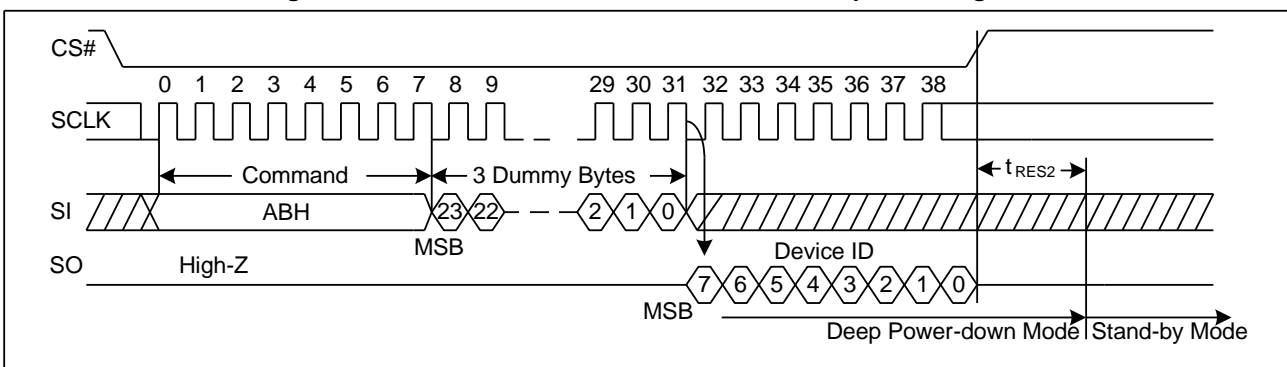 CS#
0 1 2 3 4 5 6 7 8 9 29 30 31 32 33 34 35 36 37 38
SCLK
Command 3 Dummy Bytes tRES2
SI ABH 23 22 2 1 0
MSB
Device ID
SO High-Z
7 6 5 4 3 2 1 0
MSB
Deep Power-down Mode Stand-by Mode